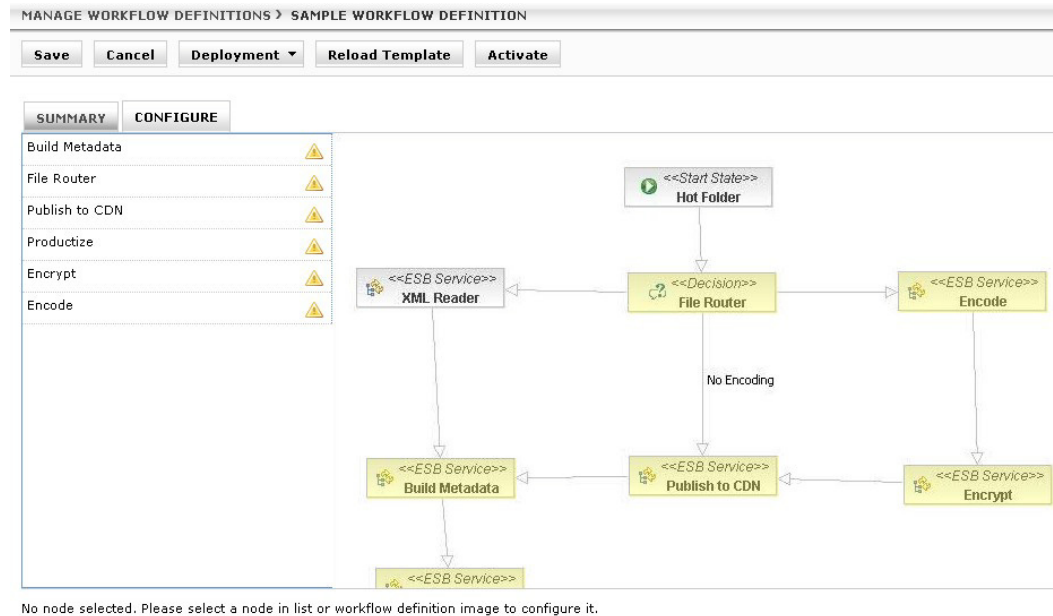 MANAGE WORKFLOW DEFINITIONS > SAMPLE WORKFLOW DEFINITION
Save Cancel Deployment Reload Template Activate
SUMMARY CONFIGURE
Build Metadata
File Router
Publish to CDN
Productize
Encrypt
Encode
<<Start State>>
Hot Folder
<<ESB Service>>
XML Reader
<<Decision>>
File Router
<<ESB Service>>
Encode
No Encoding
<<ESB Service>>
Build Metadata
<<ESB Service>>
Publish to CDN
<<ESB Service>>
Encrypt
<<ESB Service>>
No node selected. Please select a node in list or workflow definition image to configure it.